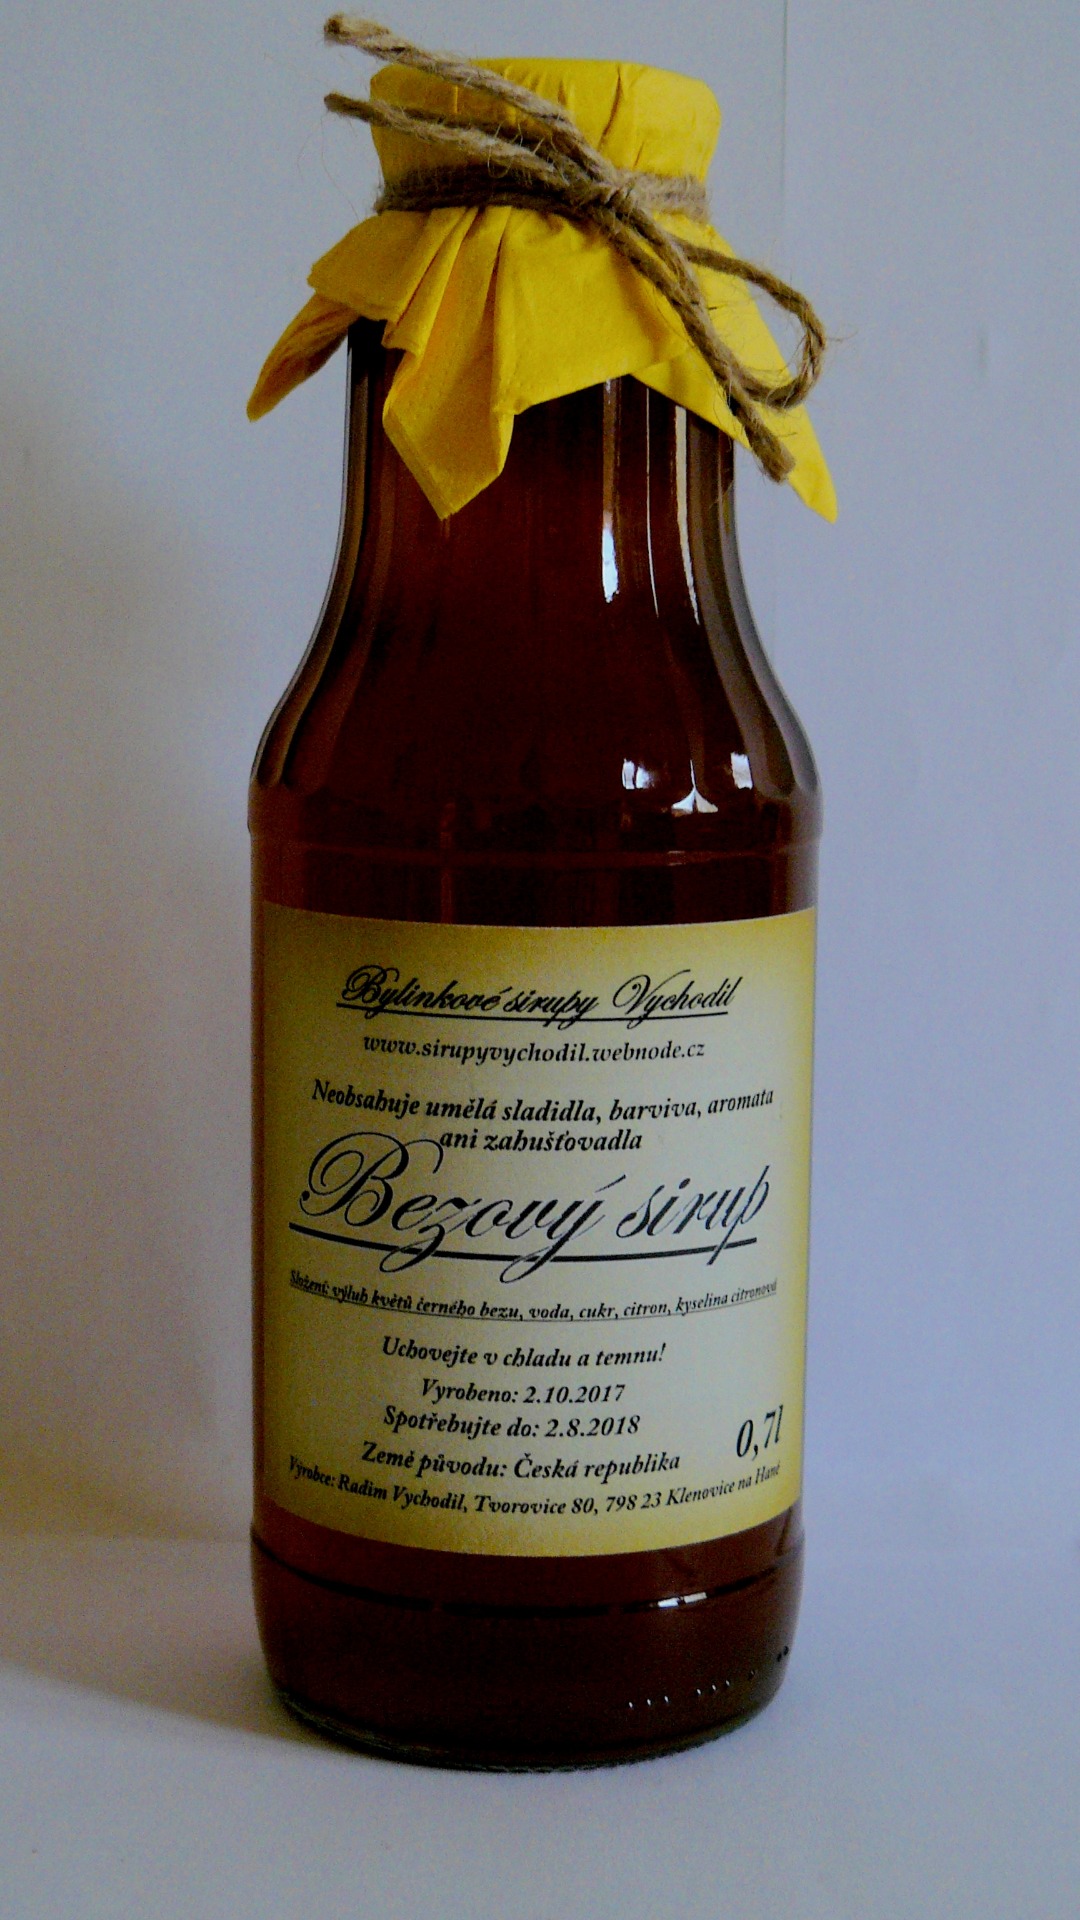 Bylinkové sirupy Vychodil
www.sirupyvychodil.webnode.cz
Neobsahuje umělá sladidla, barviva, aromata
ani zahušťovadla
Bezový sirup
Složení: výluh květů černého bezu, voda, cukr, citron, kyselina citronová
Uchovejte v chladu a temnu!
Vyrobeno: 2.10.2017
Spotřebujte do: 2.8.2018
0,7l
Země původu: Česká republika
Výrobce: Radim Vychodil, Tvorovice 80, 798 23 Klenovice na Hané